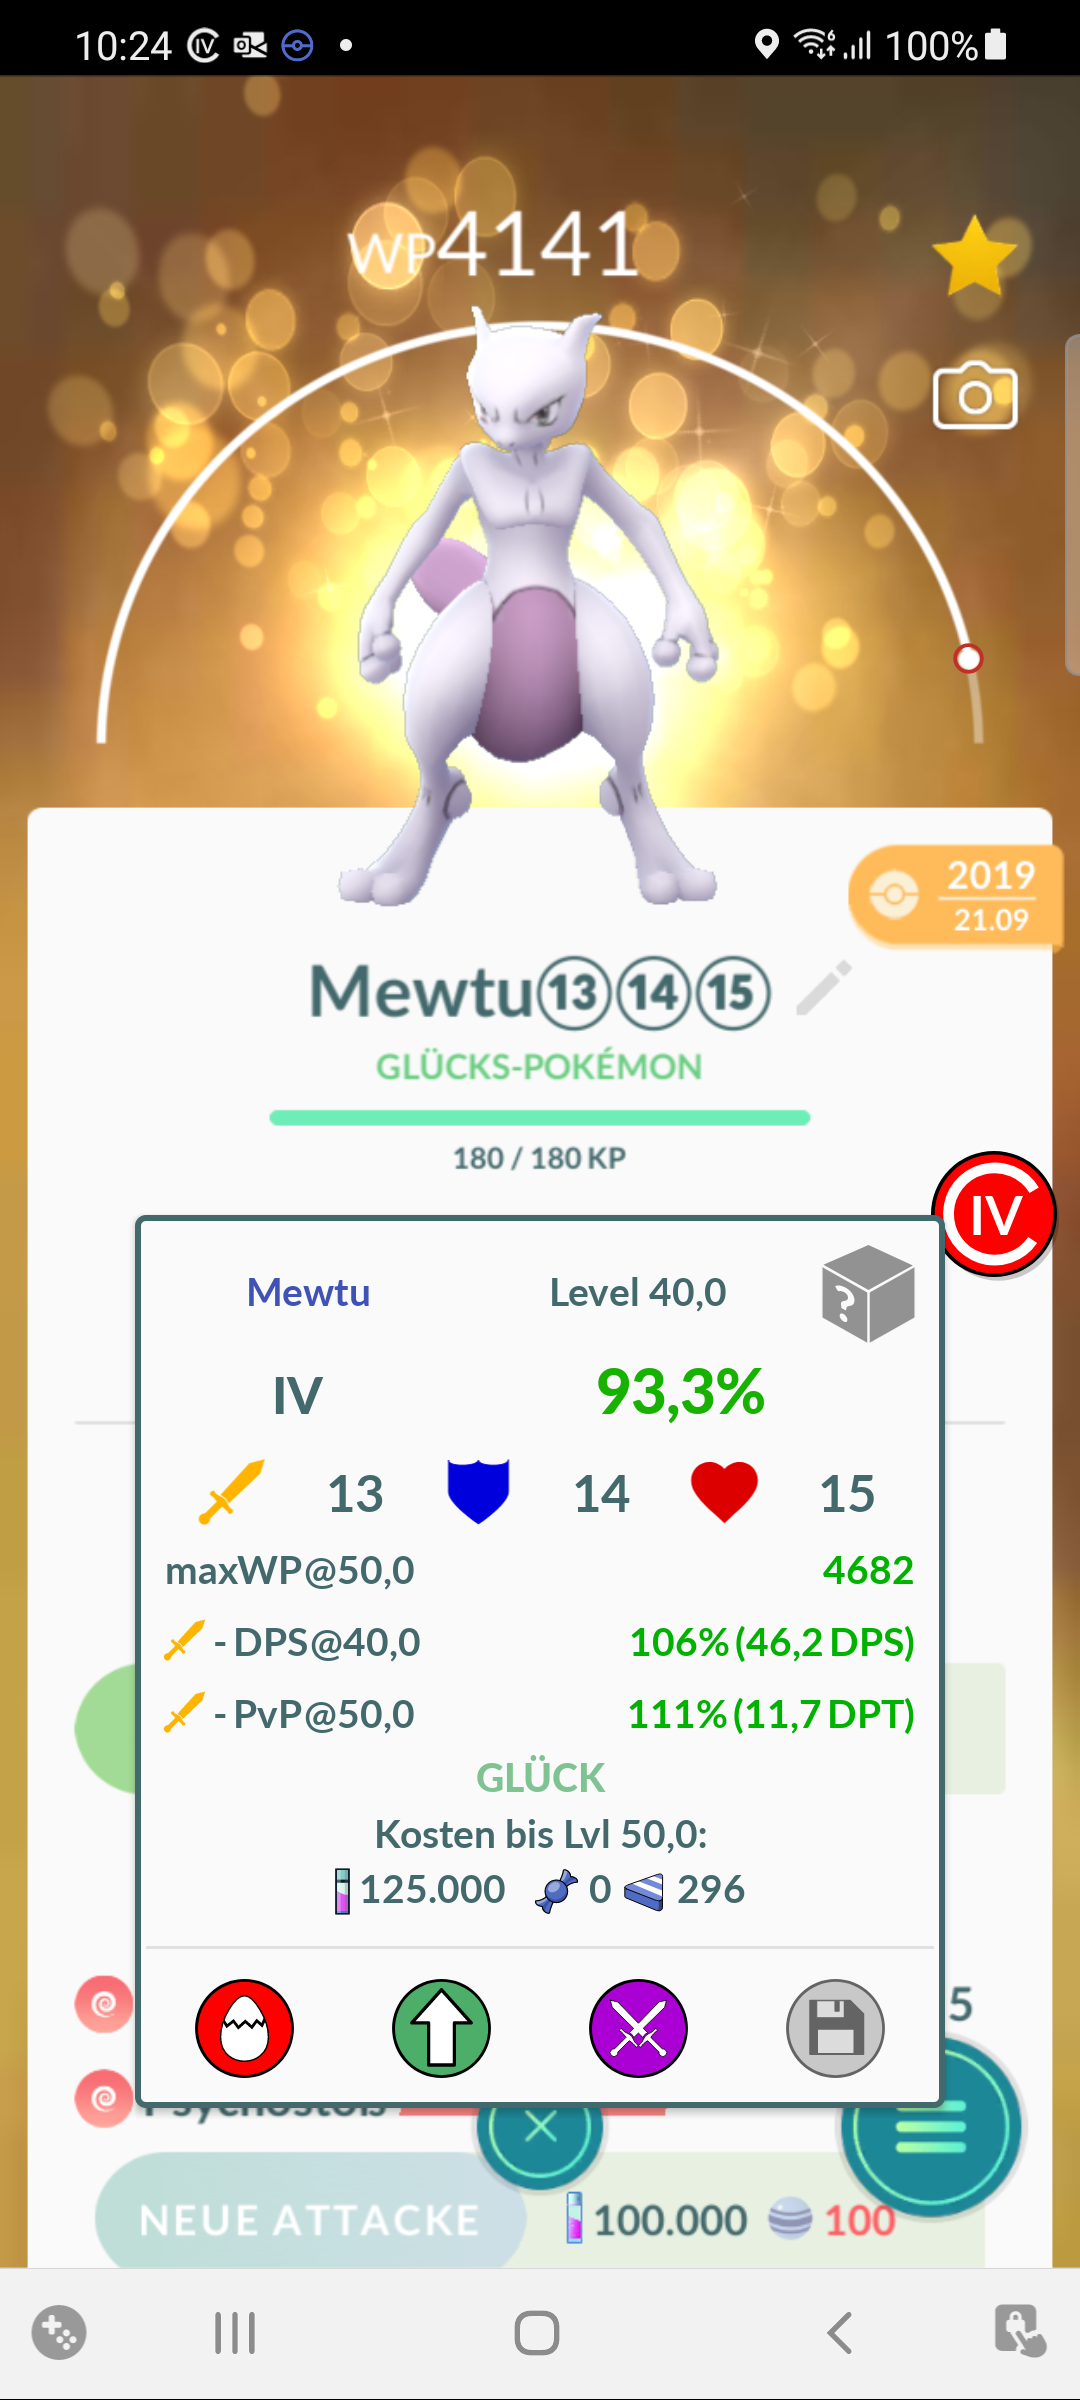 10:24 IV 6 100%
WP4141
2019
21.09
Mewtu⑬⑭⑮
GLÜCKS-POKÉMON
180 / 180 KP
IV
Mewtu Level 40,0 ?
IV 93,3%
13 14 15
maxWP@50,0 4682
- DPS@40,0 106% (46,2 DPS)
- PvP@50,0 111% (11,7 DPT)
GLÜCK
Kosten bis Lvl 50,0:
125.000 0 296
5
Psychostoß
NEUE ATTACKE 100.000 100